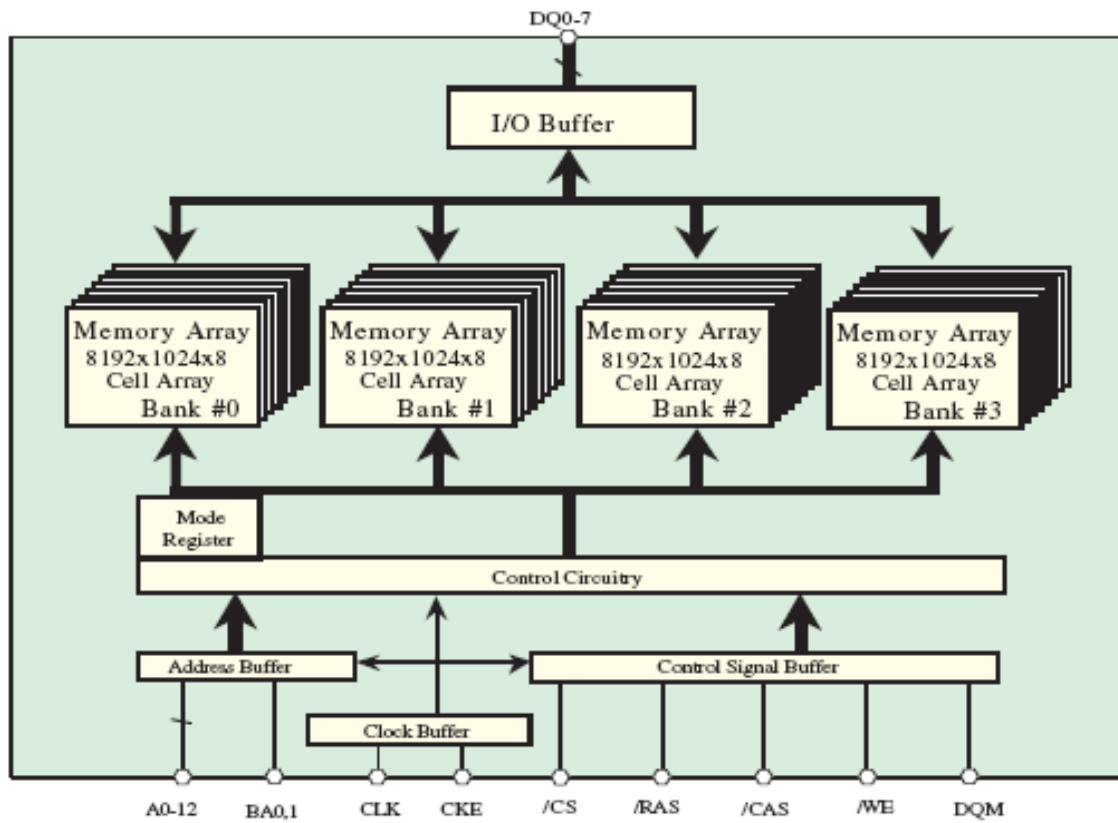 DQ0-7
I/O Buffer
Memory Array
8192x1024x8
Cell Array
Bank #0
Memory Array
8192x1024x8
Cell Array
Bank #1
Memory Array
8192x1024x8
Cell Array
Bank #2
Memory Array
8192x1024x8
Cell Array
Bank #3
Mode
Register
Control Circuitry
Address Buffer
Control Signal Buffer
Clock Buffer
A0-12
BA0,1
CLK
CKE
/CS
/RAS
/CAS
/WE
DQM